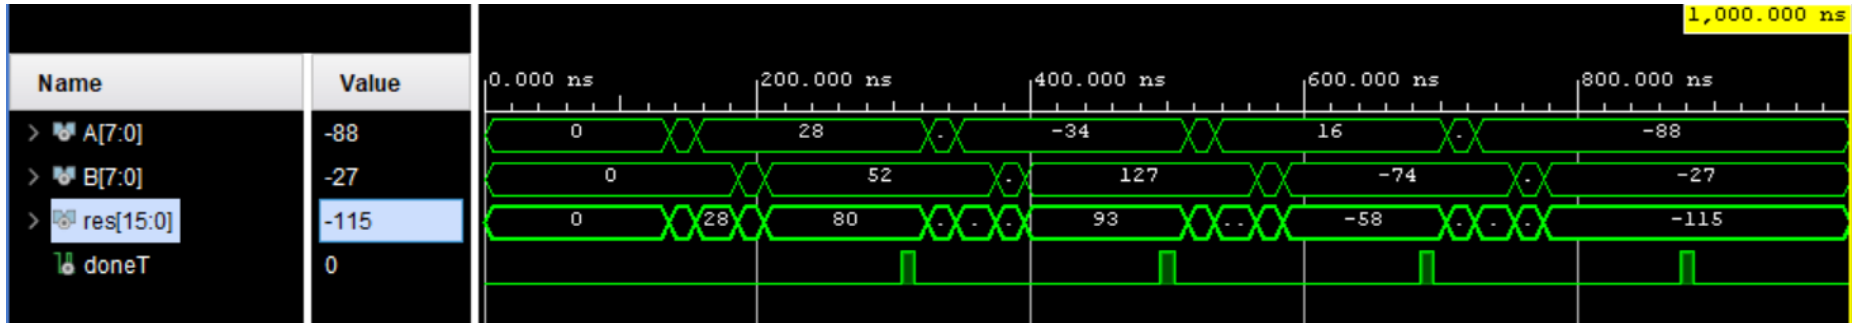 1,000.000 ns
Name Value 0.000 ns 200.000 ns 400.000 ns 600.000 ns 800.000 ns
A[7:0] -88 0 28 . -34 16 . -88
B[7:0] -27 0 52 . 127 -74 . -27
res[15:0] -115 0 28 80 . . . 93 .. -58 . . . -115
doneT 0